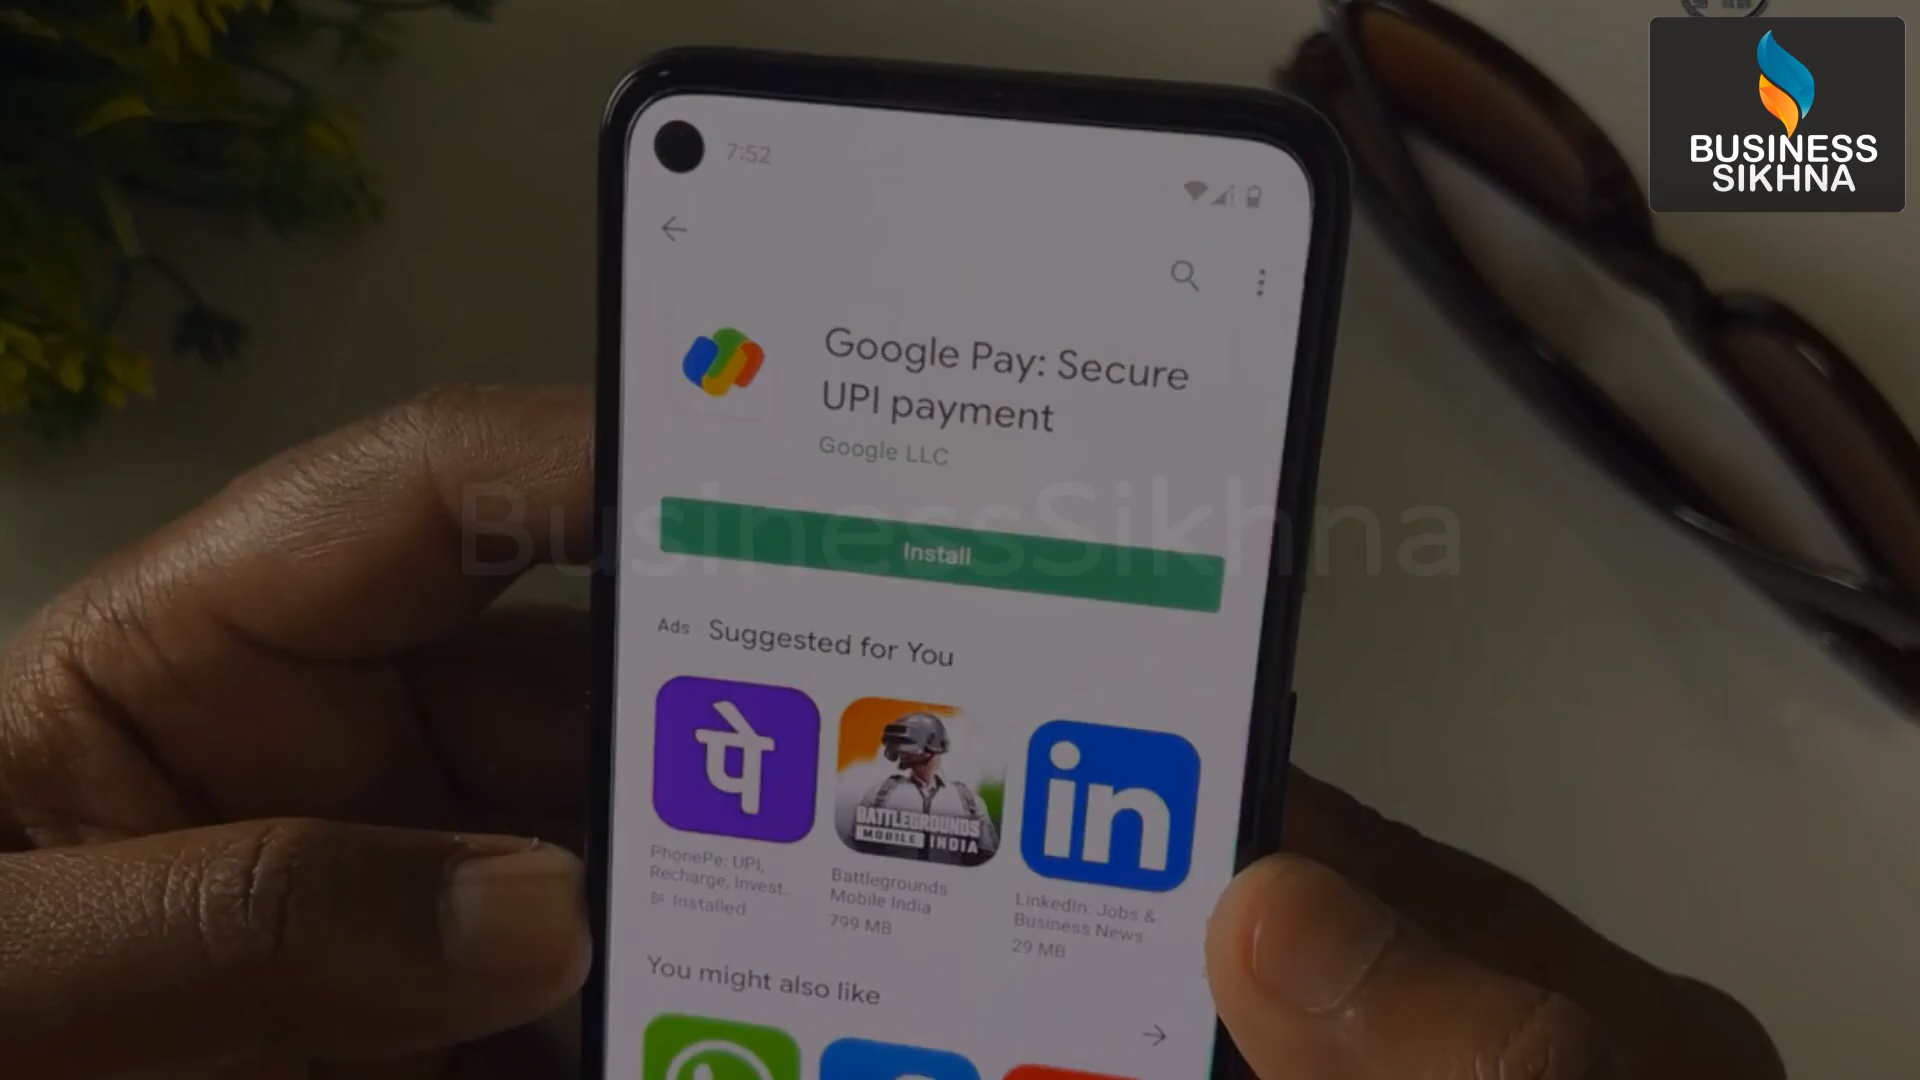 BUSINESS
SIKHNA
7:52
Google Pay: Secure
UPI payment
Google LLC
BusinessSikhna
Install
Ads · Suggested for You
पे
BATTLEGROUNDS
MOBILE INDIA
in
PhonePe: UPI,
Recharge, Invest...
Installed
Battlegrounds
Mobile India
799 MB
LinkedIn: Jobs &
Business News
29 MB
You might also like